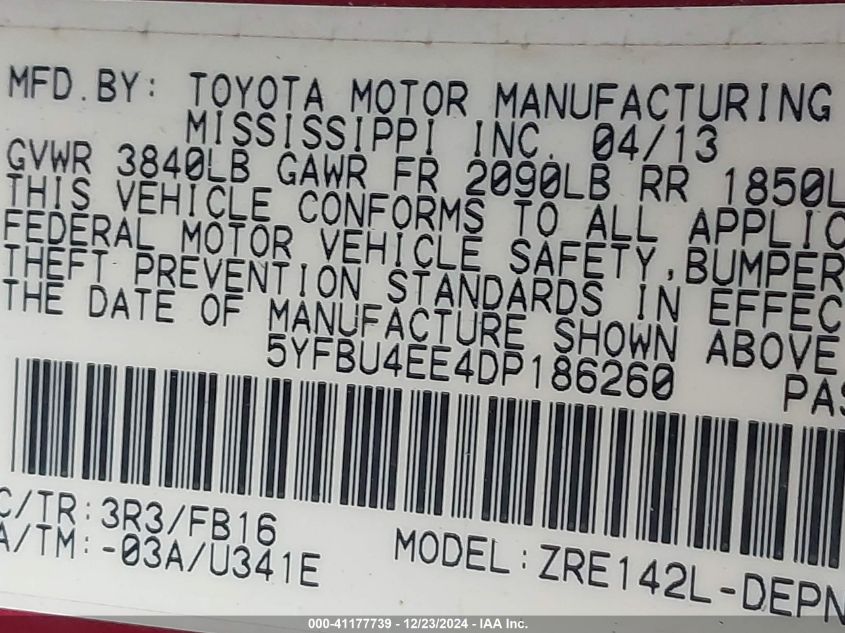 MFD.BY: TOYOTA MOTOR MANUFACTURING
MISSISSIPPI INC. 04/13
GVWR 3840LB GAWR FR 2090LB RR 1850L
THIS VEHICLE CONFORMS TO ALL APPLIC
FEDERAL MOTOR VEHICLE SAFETY,BUMPER
THEFT PREVENTION STANDARDS IN EFFEC
THE DATE OF MANUFACTURE SHOWN ABOVE
5YFBU4EE4DP186260 PAS
C/TR:3R3/FB16
A/TM:-03A/U341E MODEL:ZRE142L-DEPN
000-41177739 - 12/23/2024 - IAA Inc.